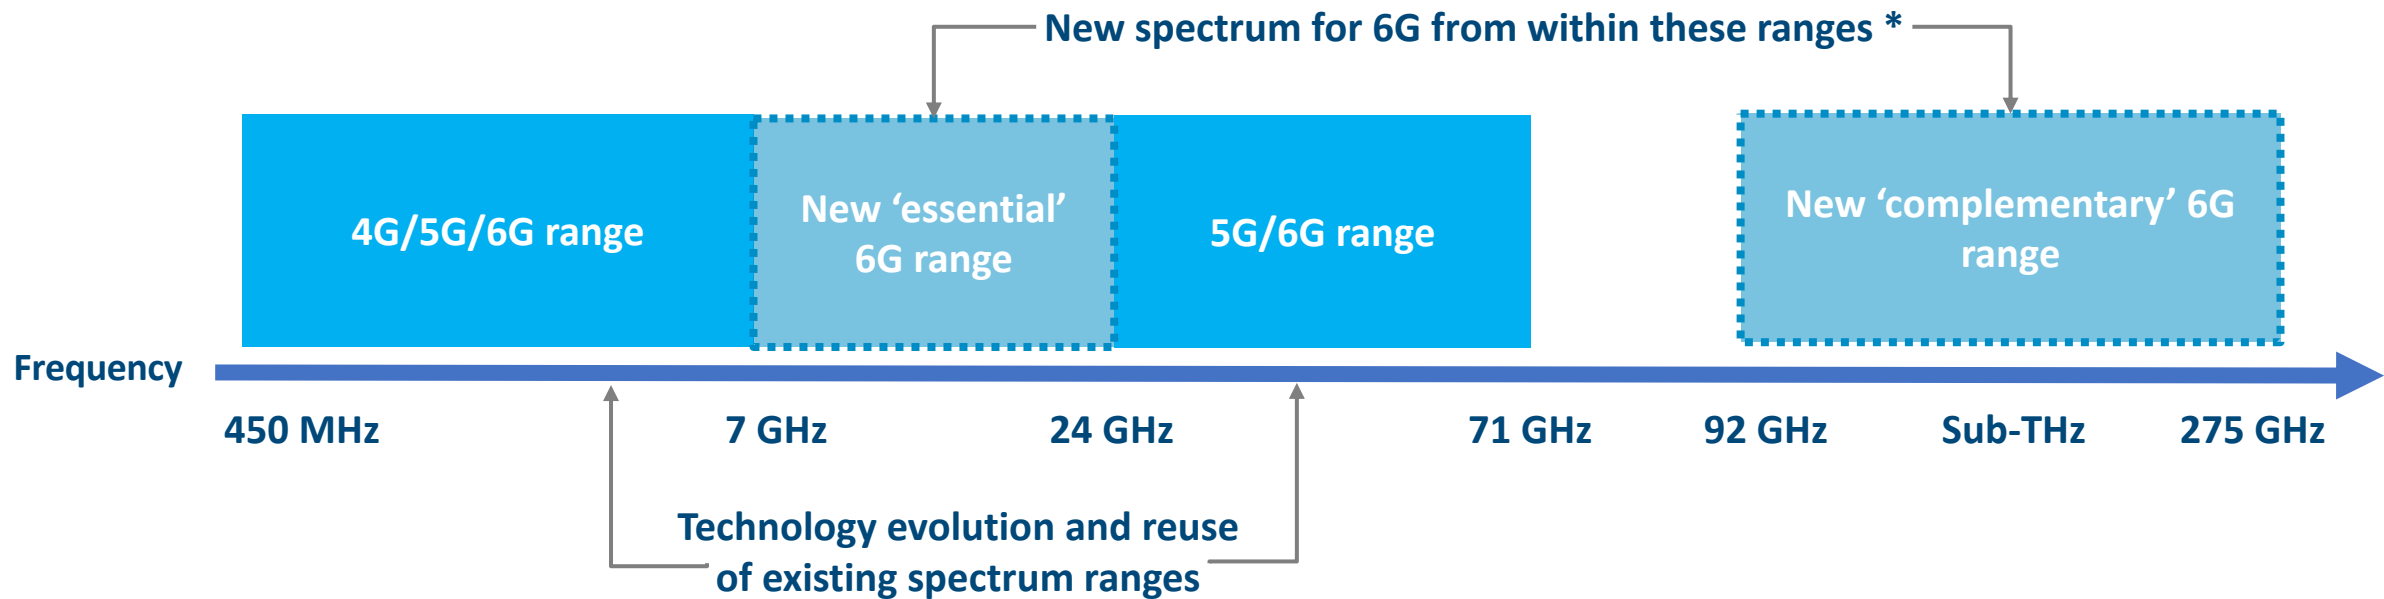 New spectrum for 6G from within these ranges *
4G/5G/6G range
New ‘essential’
6G range
5G/6G range
New ‘complementary’ 6G
range
Frequency
450 MHz
7 GHz
24 GHz
71 GHz
92 GHz
Sub-THz
275 GHz
Technology evolution and reuse
of existing spectrum ranges